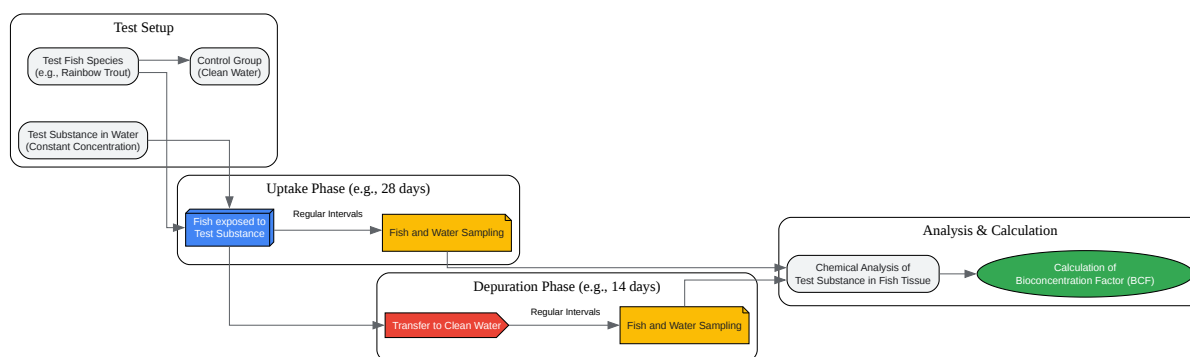 Test Setup
Test Fish Species
(e.g., Rainbow Trout)
Control Group
(Clean Water)
Test Substance in Water
(Constant Concentration)
Uptake Phase (e.g., 28 days)
Fish exposed to
Test Substance
Regular Intervals
Fish and Water Sampling
Depuration Phase (e.g., 14 days)
Transfer to Clean Water
Regular Intervals
Fish and Water Sampling
Analysis & Calculation
Chemical Analysis of
Test Substance in Fish Tissue
Calculation of
Bioconcentration Factor (BCF)